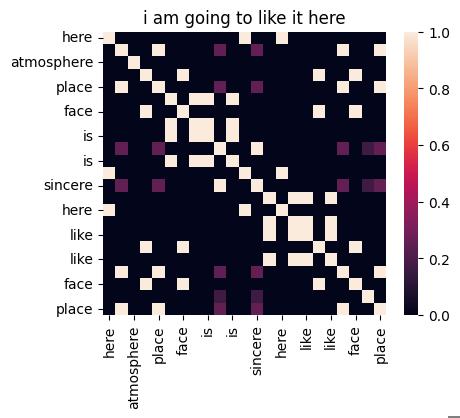 i am going to like it here
here
atmosphere
place
face
is
is
sincere
here
like
like
face
place
1.0
0.8
0.6
0.4
0.2
0.0
here
atmosphere
place
face
is
is
sincere
here
like
like
face
place